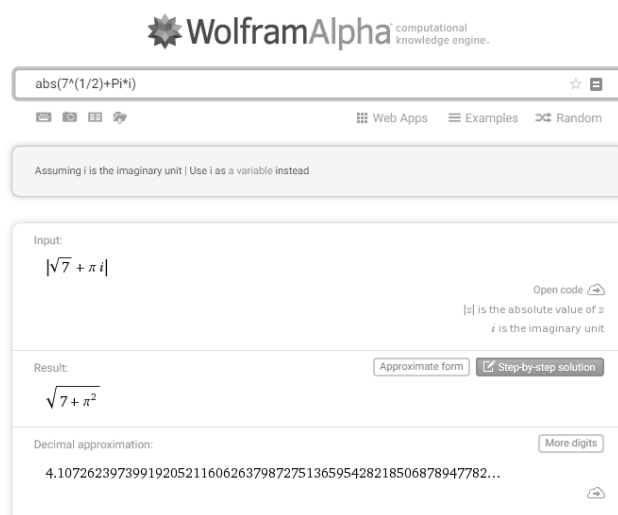 WolframAlpha computational
knowledge engine.
abs(7^(1/2)+Pi*i)
Web Apps Examples Random
Assuming i is the imaginary unit | Use i as a variable instead
Input:
|√7 + π i|
Open code
|z| is the absolute value of z
i is the imaginary unit
Result:
Approximate form Step-by-step solution
√(7 + π²)
Decimal approximation:
More digits
4.1072623973991920521160626379872751365954282185068789477​82...